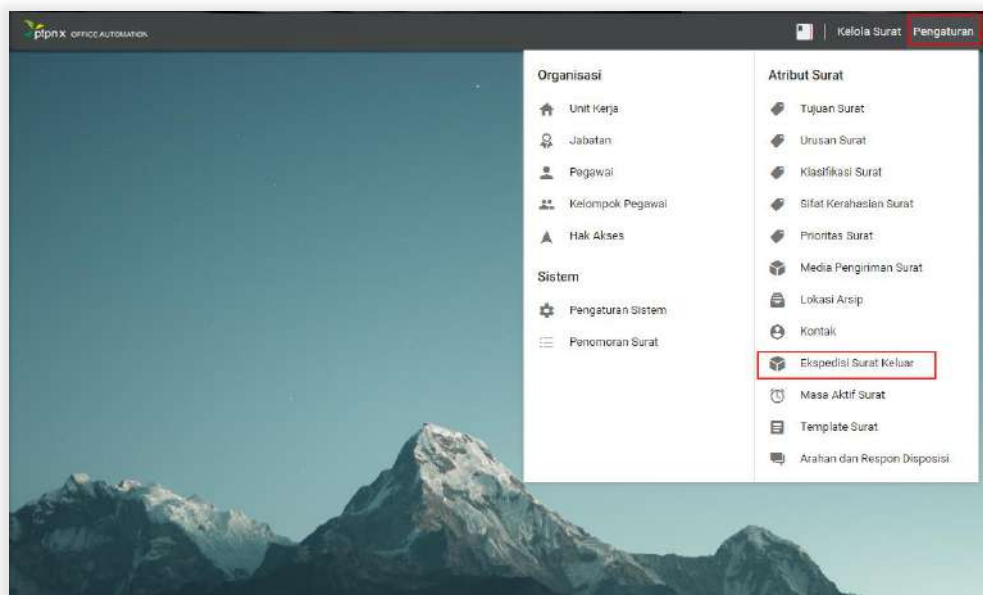 ptpn x OFFICE AUTOMATION
Kelola Surat
Pengaturan
Organisasi
Unit Kerja
Jabatan
Pegawai
Kelompok Pegawai
Hak Akses
Sistem
Pengaturan Sistem
Penomoran Surat
Atribut Surat
Tujuan Surat
Urusan Surat
Klasifikasi Surat
Sifat Kerahasian Surat
Prioritas Surat
Media Pengiriman Surat
Lokasi Arsip
Kontak
Ekspedisi Surat Keluar
Masa Aktif Surat
Template Surat
Arahan dan Respon Disposisi